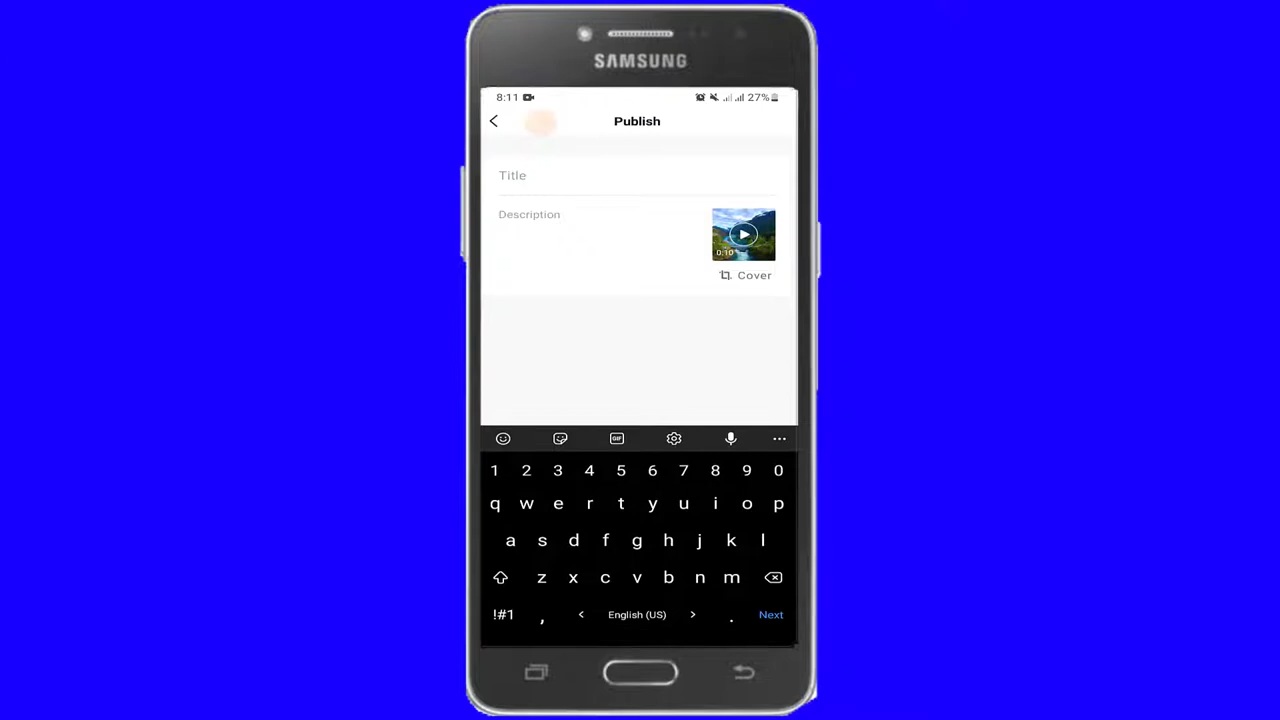 SAMSUNG
8:11 27%
Publish
Title
Description
0:10
Cover
GIF
1 2 3 4 5 6 7 8 9 0
q w e r t y u i o p
a s d f g h j k l
z x c v b n m
!#1 , < English (US) > . Next